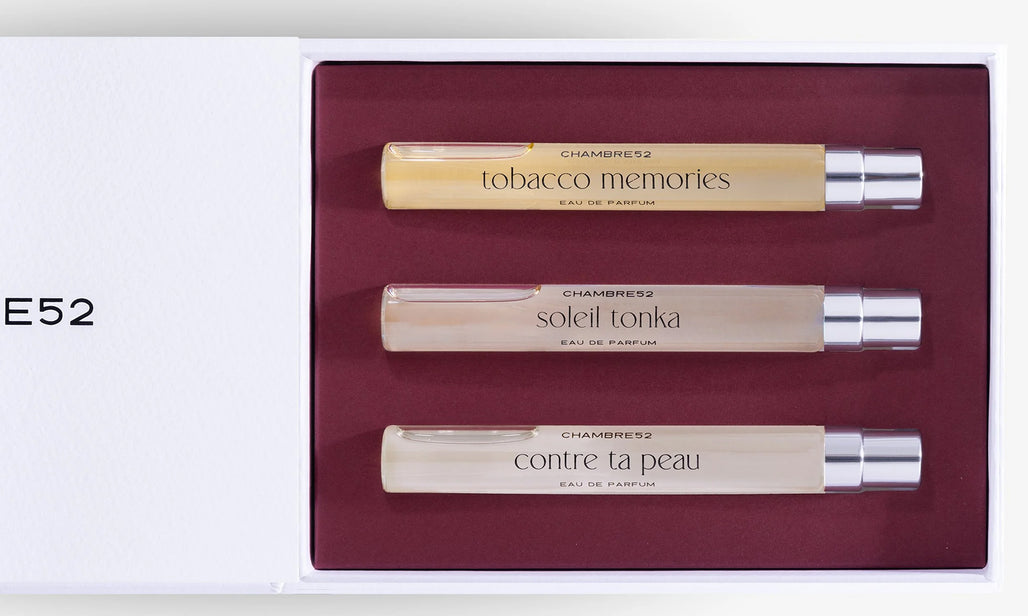 CHAMBRE52
tobacco memories
EAU DE PARFUM
CHAMBRE52
soleil tonka
EAU DE PARFUM
E52
CHAMBRE52
contre ta peau
EAU DE PARFUM